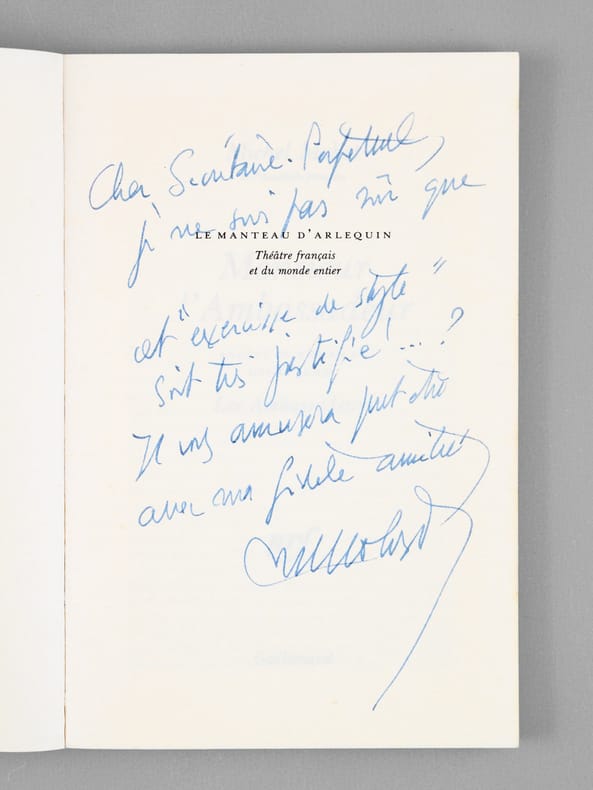 Cher Secrétaire-Perpétuel,
je ne suis pas sûr que
LE MANTEAU D'ARLEQUIN
Théâtre français
et du monde entier
cet "exercice de style"
soit très justifié!...?
Il vous amusera peut-être
avec ma fidèle amitié